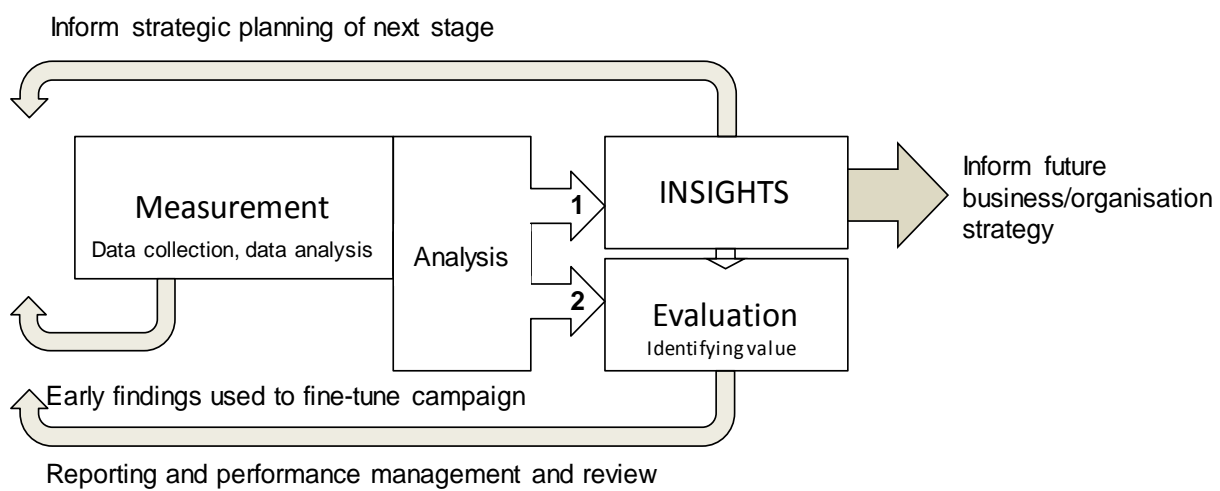 Inform strategic planning of next stage
Measurement
Data collection, data analysis
Analysis
1
2
INSIGHTS
Evaluation
Identifying value
Inform future
business/organisation
strategy
Early findings used to fine-tune campaign
Reporting and performance management and review